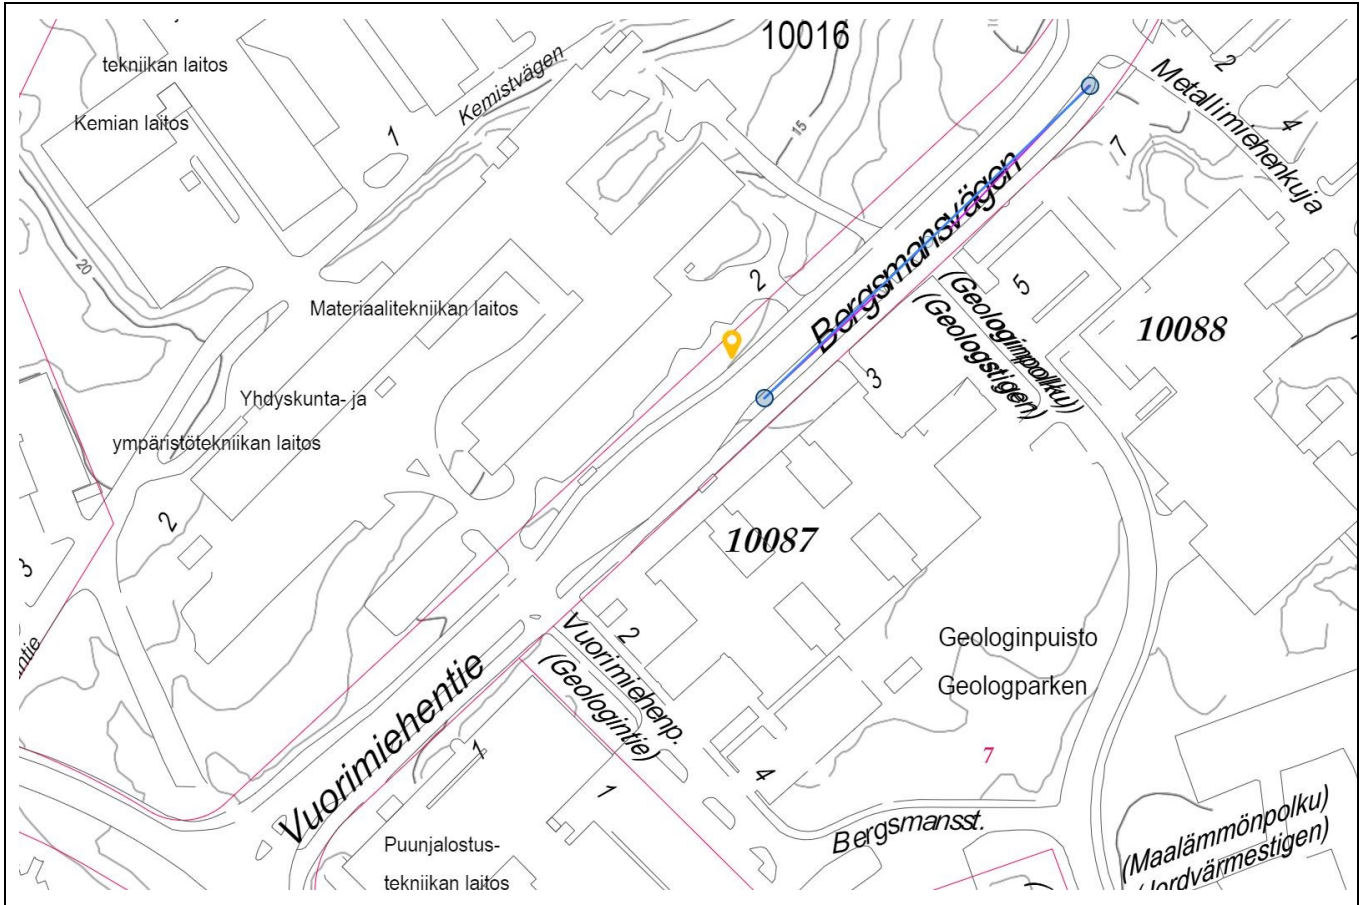 tekniikan laitos
Kemian laitos
1
Kemistvägen
10016
15
2
Metallimiehenkuja
4
7
20
Materiaalitekniikan laitos
2
Bergsmansvägen
5
(Geologinpolku)
(Geologstigen)
10088
3
Yhdyskunta- ja
ympäristötekniikan laitos
2
3
10087
ntie
Vuorimiehentie
2
Vuorimiehenp.
(Geologintie)
Geologinpuisto
Geologparken
7
1
1
4
Bergsmansst.
Puunjalostus-
tekniikan laitos
(Maalämmönpolku)
(Jordvärmestigen)